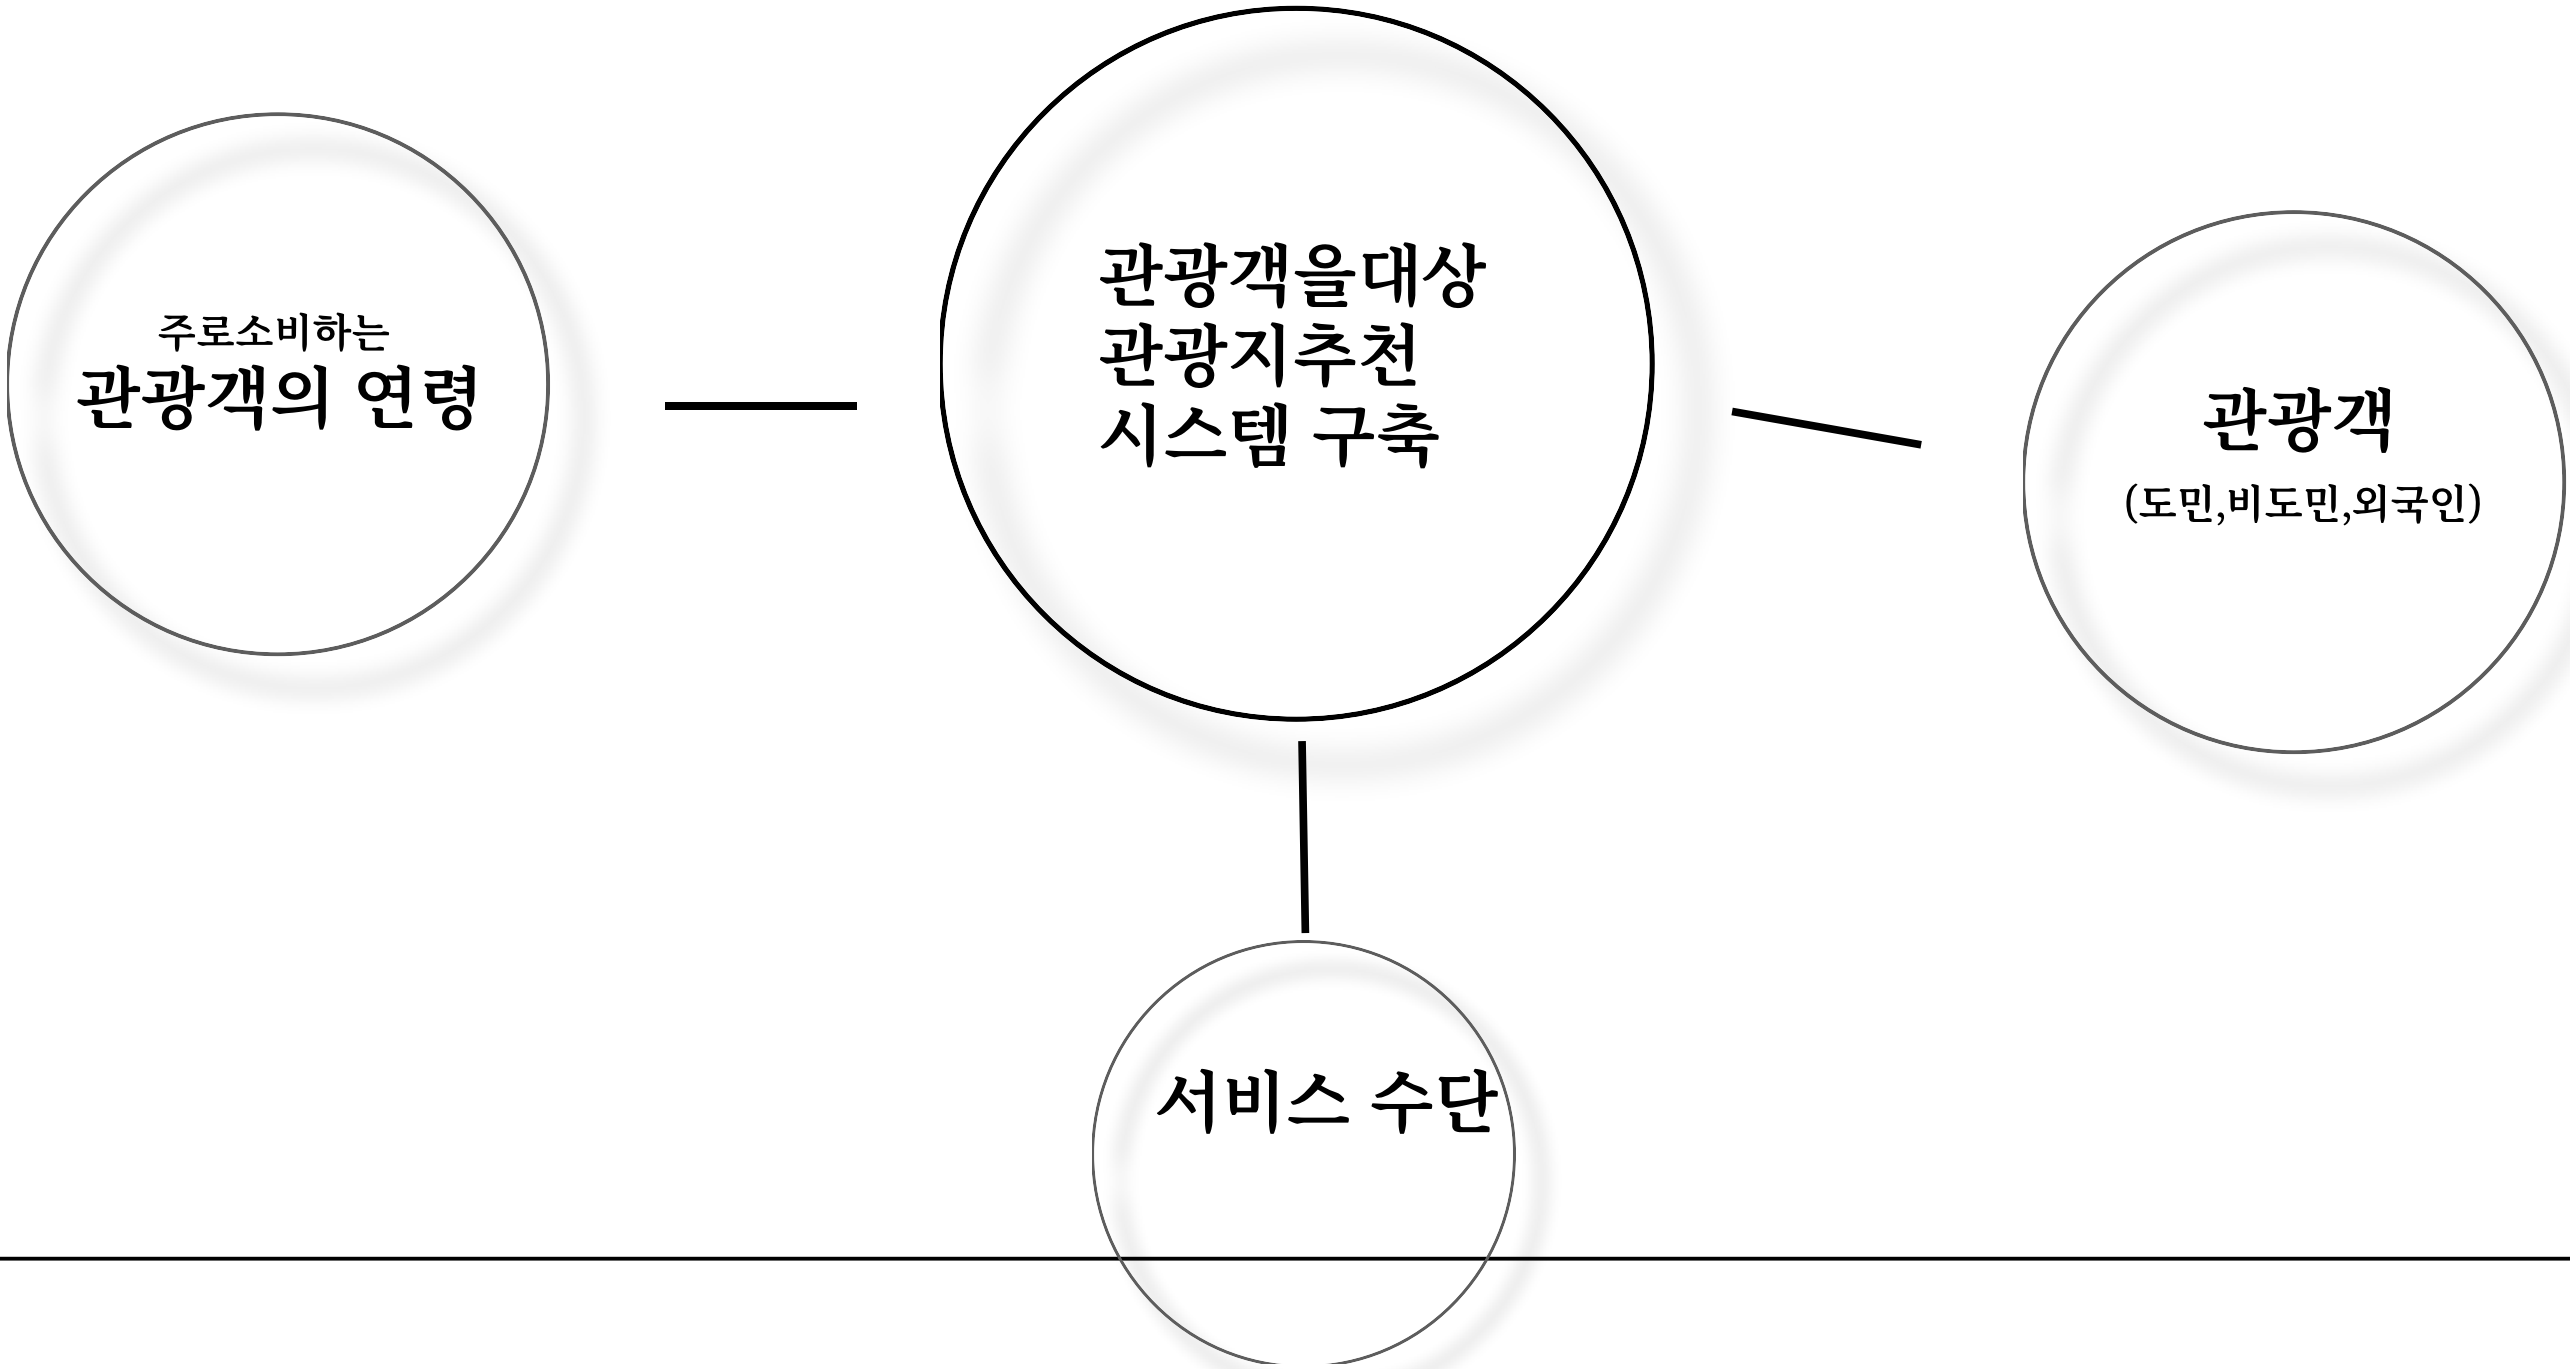 주로소비하는
관광객의 연령
관광객을대상
관광지추천
시스템 구축
관광객
(도민,비도민,외국인)
서비스 수단